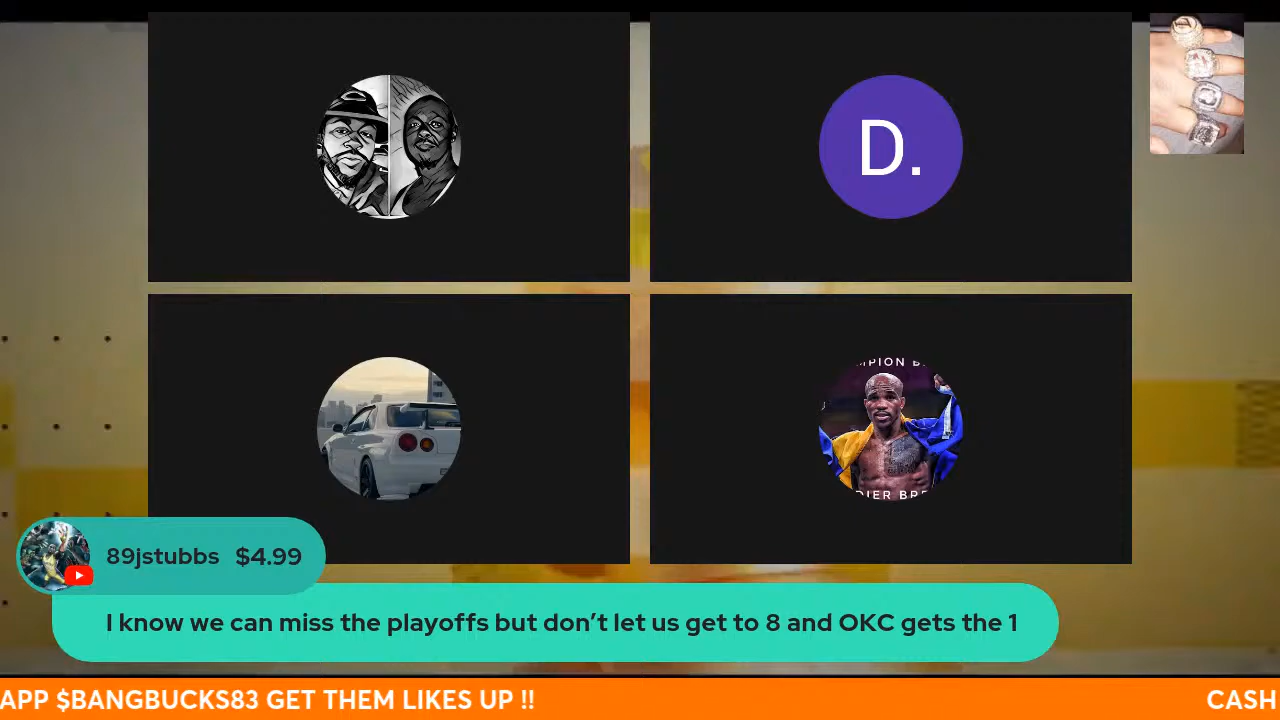 D.
89jstubbs $4.99
I know we can miss the playoffs but don’t let us get to 8 and OKC gets the 1
APP $BANGBUCKS83 GET THEM LIKES UP !! CASH